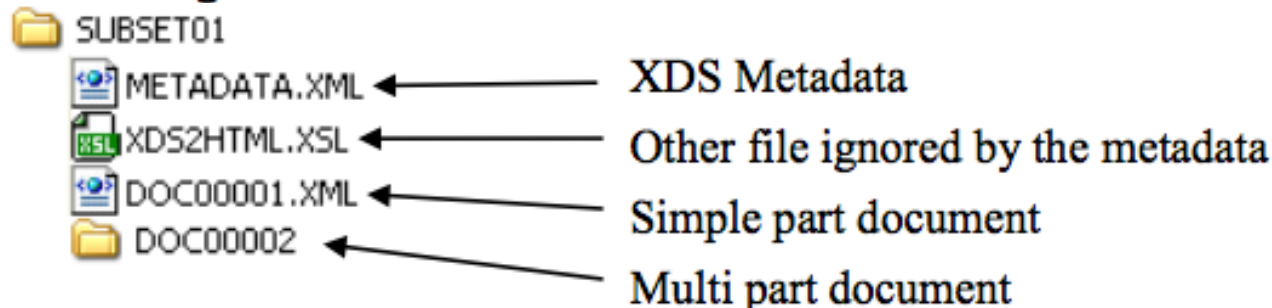 SUBSET01
METADATA.XML
XDS Metadata
XSL
XDS2HTML.XSL
Other file ignored by the metadata
DOC00001.XML
Simple part document
DOC00002
Multi part document